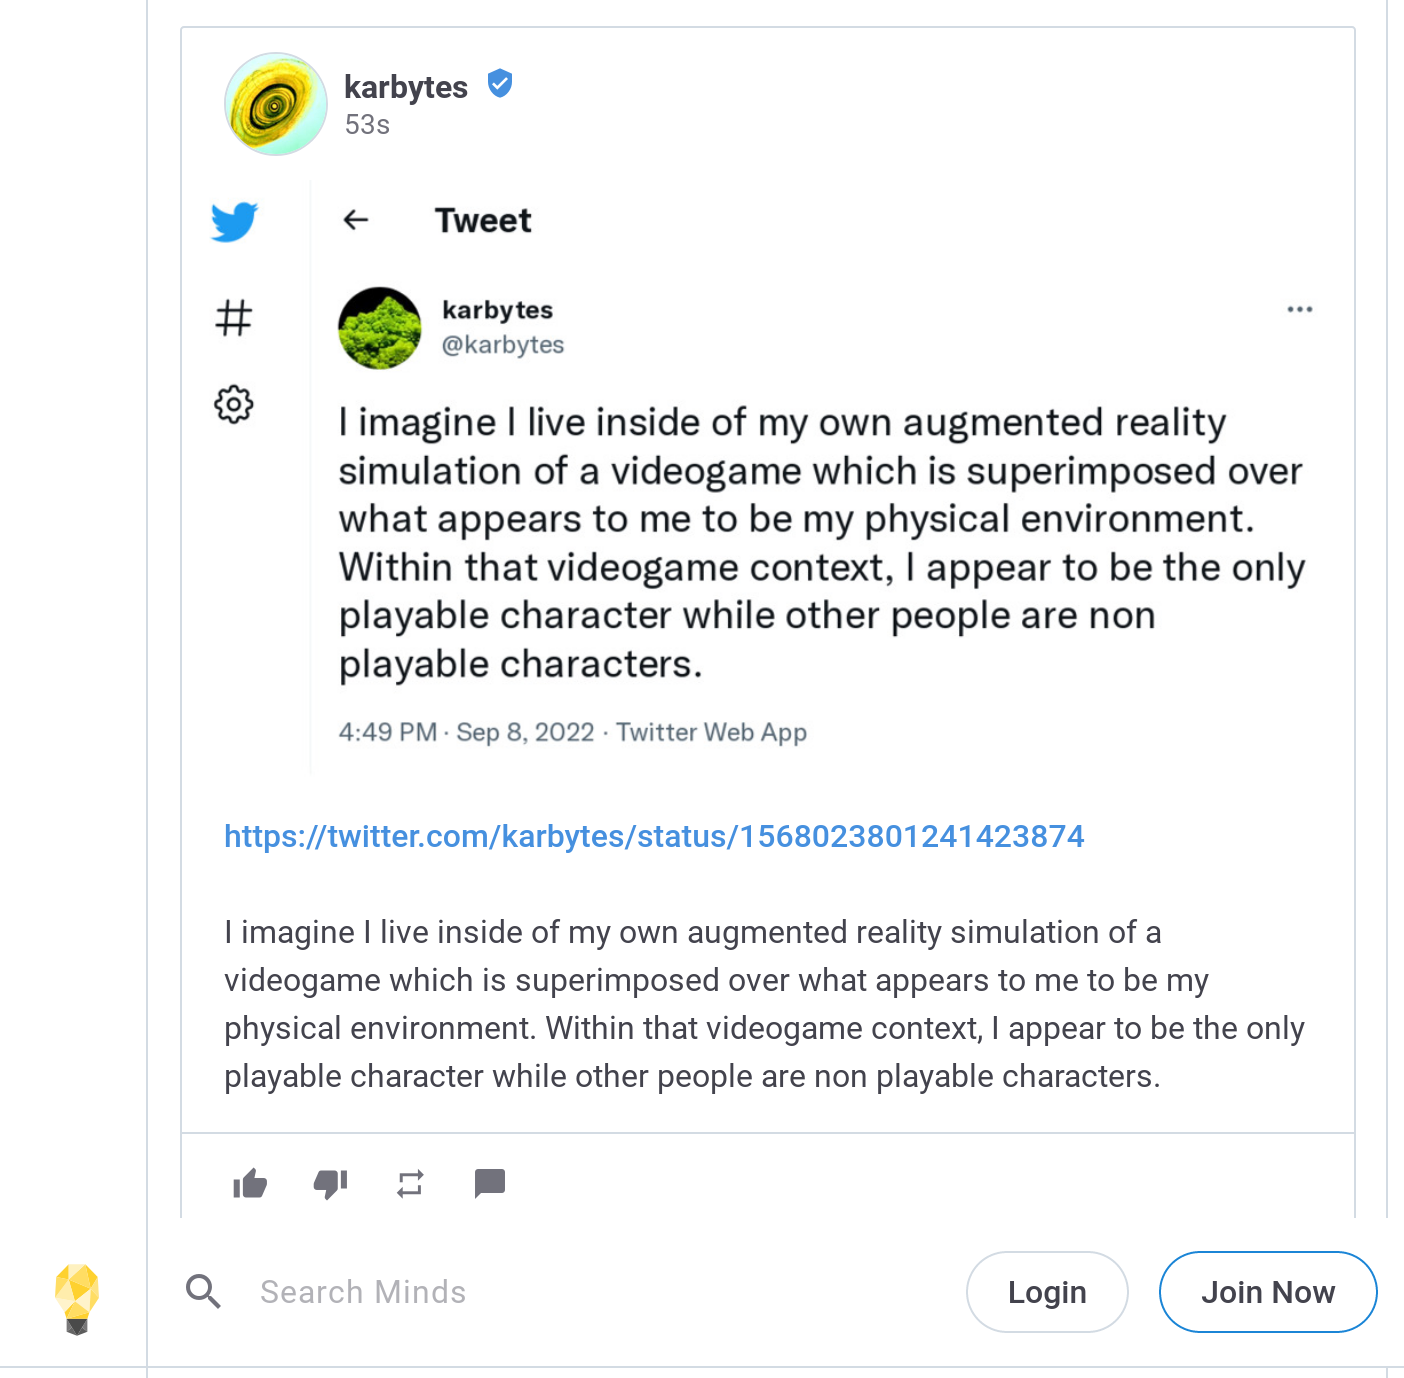 karbytes
53s
Tweet
karbytes
@karbytes
I imagine I live inside of my own augmented reality
simulation of a videogame which is superimposed over
what appears to me to be my physical environment.
Within that videogame context, I appear to be the only
playable character while other people are non
playable characters.
4:49 PM · Sep 8, 2022 · Twitter Web App
https://twitter.com/karbytes/status/1568023801241423874
I imagine I live inside of my own augmented reality simulation of a
videogame which is superimposed over what appears to me to be my
physical environment. Within that videogame context, I appear to be the only
playable character while other people are non playable characters.
Search Minds
Login
Join Now